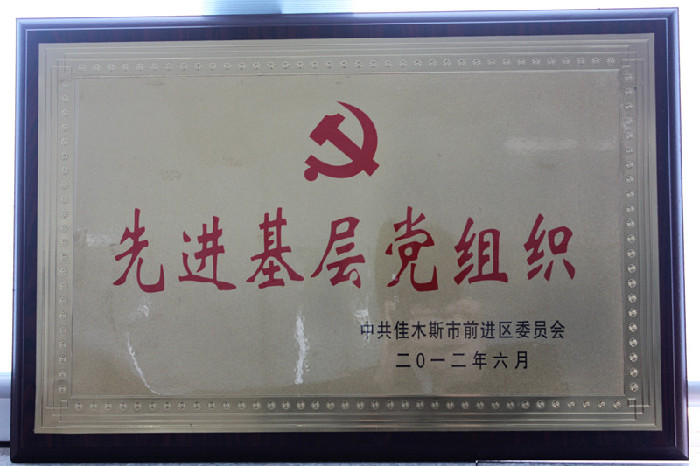 先进基层党组织
中共佳木斯市前进区委员会
二〇一二年六月